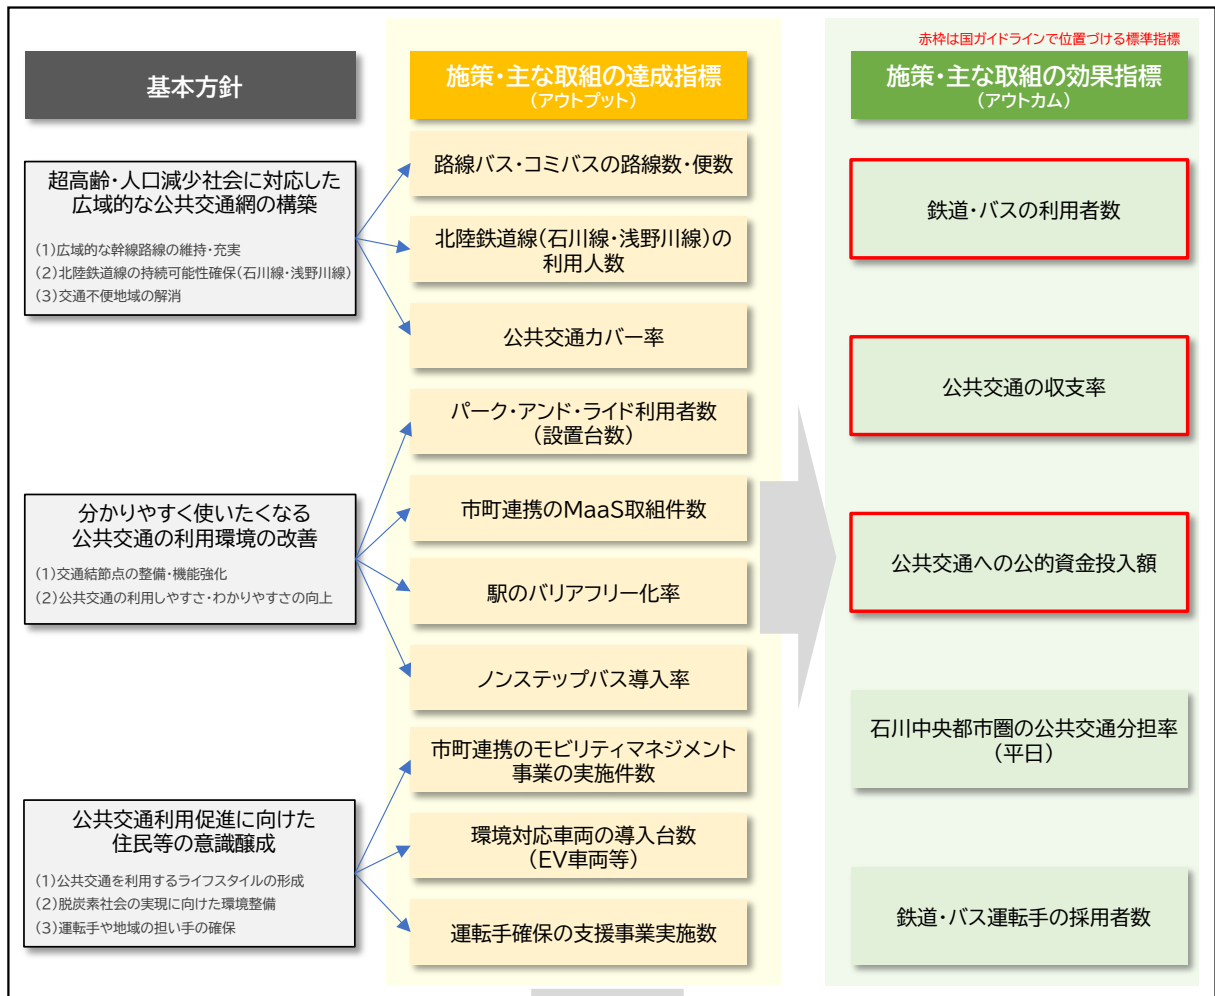 赤枠は国ガイドラインで位置づける標準指標
基本方針
施策・主な取組の達成指標
(アウトプット)
施策・主な取組の効果指標
(アウトカム)
超高齢・人口減少社会に対応した
広域的な公共交通網の構築
(1)広域的な幹線路線の維持・充実
(2)北陸鉄道線の持続可能性確保(石川線・浅野川線)
(3)交通不便地域の解消
路線バス・コミバスの路線数・便数
北陸鉄道線(石川線・浅野川線)の
利用人数
公共交通カバー率
分かりやすく使いたくなる
公共交通の利用環境の改善
(1)交通結節点の整備・機能強化
(2)公共交通の利用しやすさ・わかりやすさの向上
パーク・アンド・ライド利用者数
(設置台数)
市町連携のMaaS取組件数
駅のバリアフリー化率
ノンステップバス導入率
公共交通利用促進に向けた
住民等の意識醸成
(1)公共交通を利用するライフスタイルの形成
(2)脱炭素社会の実現に向けた環境整備
(3)運転手や地域の担い手の確保
市町連携のモビリティマネジメント
事業の実施件数
環境対応車両の導入台数
(EV車両等)
運転手確保の支援事業実施数
鉄道・バスの利用者数
公共交通の収支率
公共交通への公的資金投入額
石川中央都市圏の公共交通分担率
(平日)
鉄道・バス運転手の採用者数